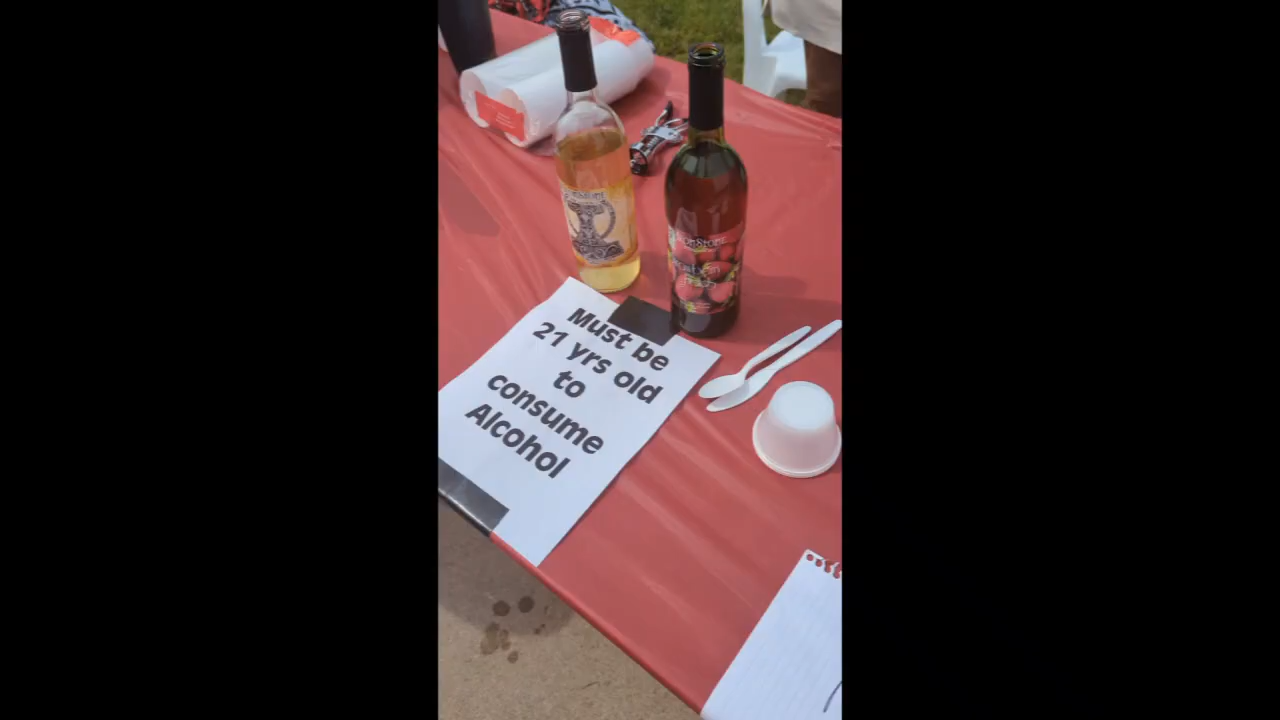 Must be
21 yrs old
to
consume
Alcohol